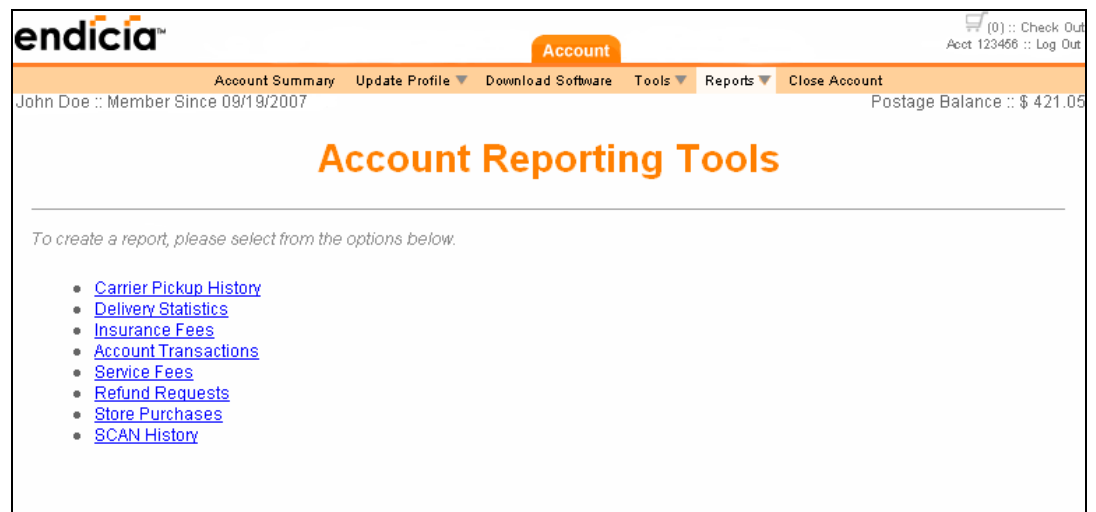 endicia™
(0) :: Check Out
Account
Acct 123456 :: Log Out
Account Summary Update Profile ▼ Download Software Tools ▼ Reports ▼ Close Account
John Doe :: Member Since 09/19/2007 Postage Balance :: $ 421.05
Account Reporting Tools
To create a report, please select from the options below.
• Carrier Pickup History
• Delivery Statistics
• Insurance Fees
• Account Transactions
• Service Fees
• Refund Requests
• Store Purchases
• SCAN History